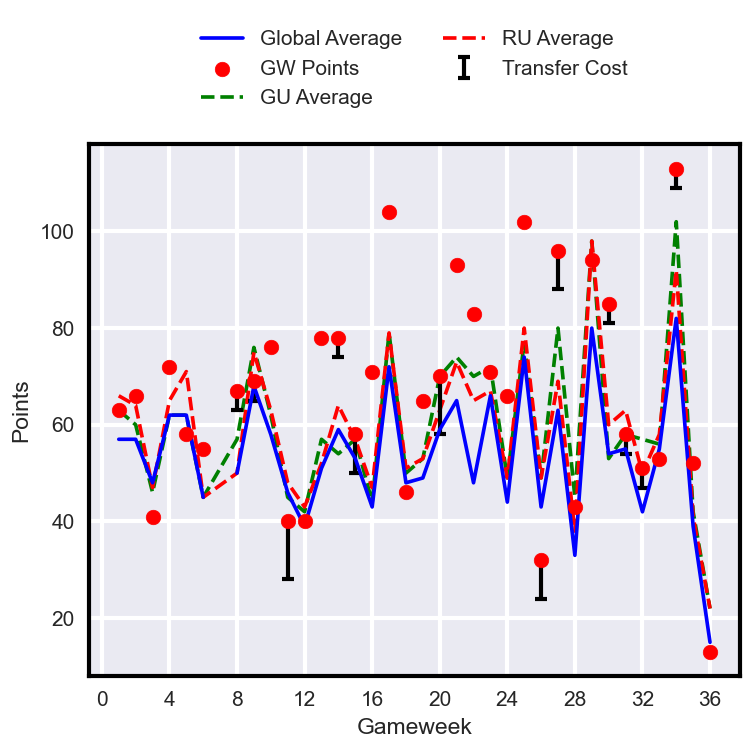 Global Average
GW Points
GU Average
RU Average
Transfer Cost
Points
100
80
60
40
20
0 4 8 12 16 20 24 28 32 36
Gameweek